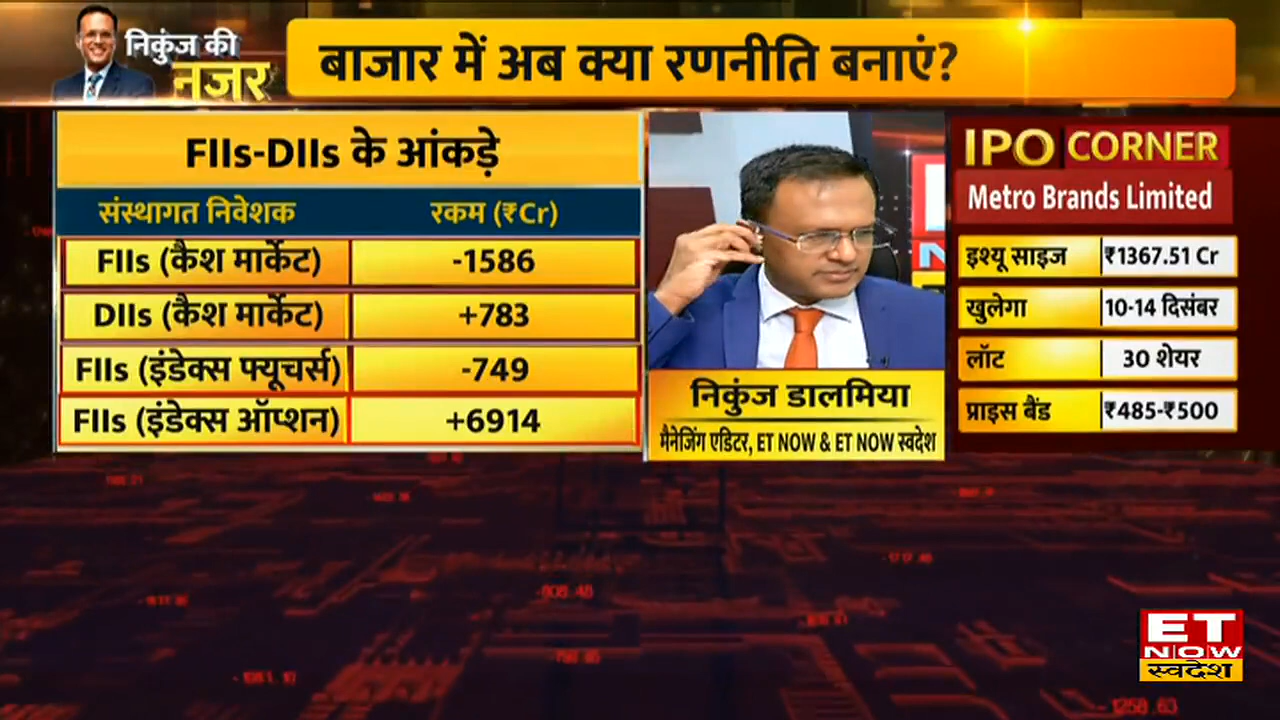 निकुंज की
नज़र
बाजार में अब क्या रणनीति बनाएं?
FIIs-DIIs के आंकड़े
संस्थागत निवेशक रकम (₹Cr)
FIIs (कैश मार्केट) -1586
DIIs (कैश मार्केट) +783
FIIs (इंडेक्स फ्यूचर्स) -749
FIIs (इंडेक्स ऑप्शन) +6914
निकुंज डालमिया
मैनेजिंग एडिटर, ET NOW & ET NOW स्वदेश
IPO CORNER
Metro Brands Limited
इश्यू साइज ₹1367.51 Cr
खुलेगा 10-14 दिसंबर
लॉट 30 शेयर
प्राइस बैंड ₹485-₹500
ET
NOW
स्वदेश